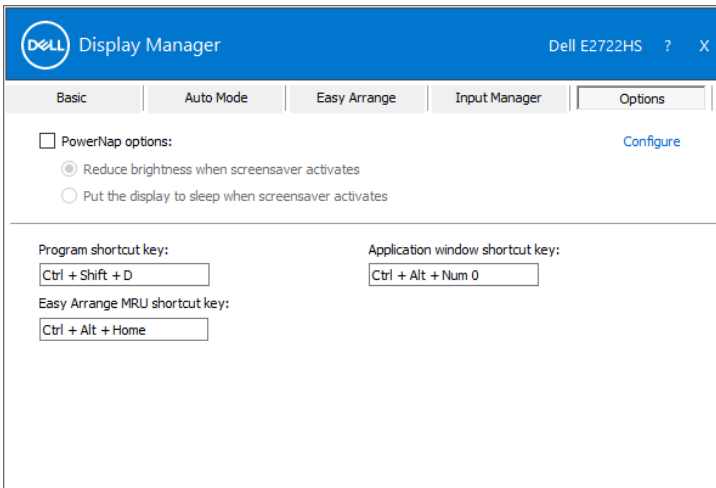 DELL Display Manager Dell E2722HS ? X
Basic Auto Mode Easy Arrange Input Manager Options
PowerNap options: Configure
Reduce brightness when screensaver activates
Put the display to sleep when screensaver activates
Program shortcut key: Application window shortcut key:
Ctrl + Shift + D Ctrl + Alt + Num 0
Easy Arrange MRU shortcut key:
Ctrl + Alt + Home